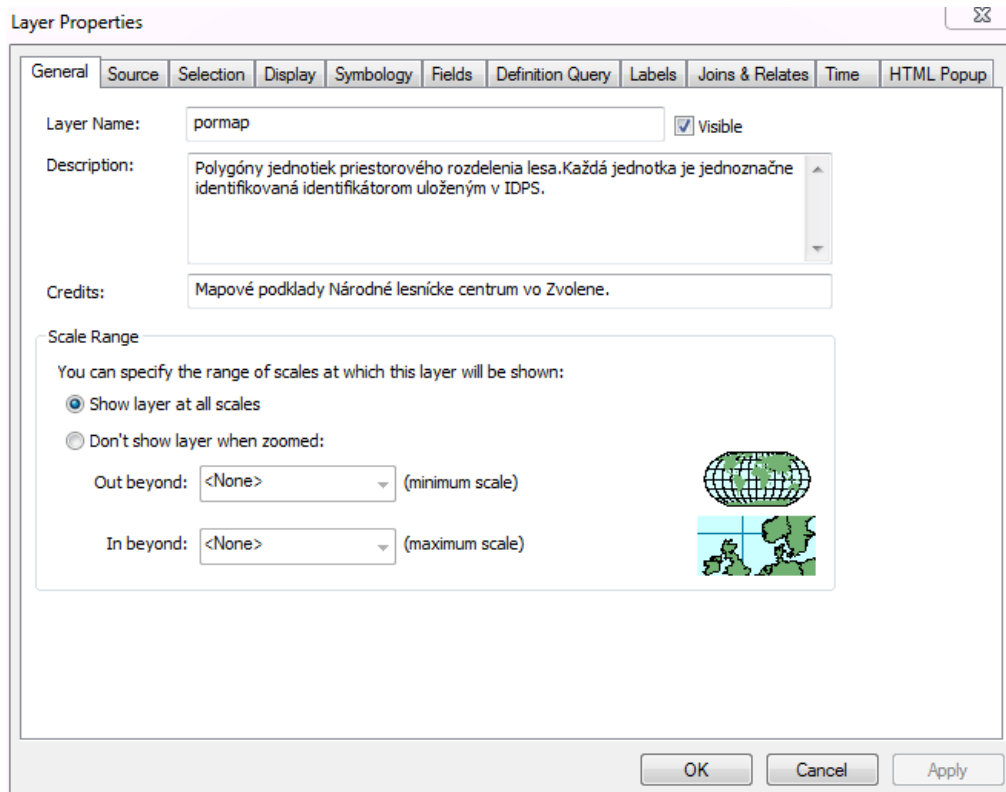 Layer Properties
General Source Selection Display Symbology Fields Definition Query Labels Joins & Relates Time HTML Popup
Layer Name: pormap Visible
Description: Polygóny jednotiek priestorového rozdelenia lesa.Každá jednotka je jednoznačne
identifikovaná identifikátorom uloženým v IDPS.
Credits: Mapové podklady Národné lesnícke centrum vo Zvolene.
Scale Range
You can specify the range of scales at which this layer will be shown:
Show layer at all scales
Don't show layer when zoomed:
Out beyond: <None> (minimum scale)
In beyond: <None> (maximum scale)
OK Cancel Apply